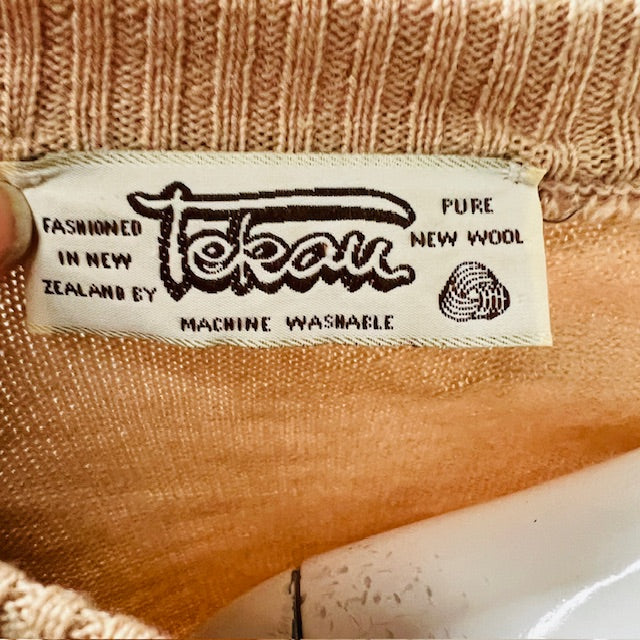 FASHIONED
IN NEW
ZEALAND BY
Tekau
PURE
NEW WOOL
MACHINE WASHABLE